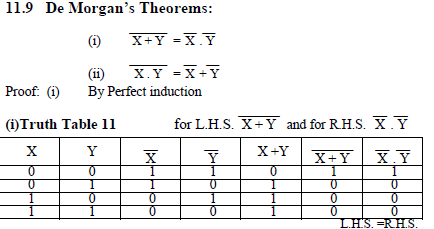 11.9 De Morgan's Theorems:
(i) X̅+̅Y̅ = X̅ . Y̅
(ii) X̅ ̅.̅ ̅Y̅ = X̅ + Y̅
Proof: (i) By Perfect induction
(i)Truth Table 11 for L.H.S. X̅+̅Y̅ and for R.H.S. X̅ . Y̅
X Y X̅ Y̅ X +Y X̅+̅Y̅ X̅ . Y̅
0 0 1 1 0 1 1
0 1 1 0 1 0 0
1 0 0 1 1 0 0
1 1 0 0 1 0 0
L.H.S. =R.H.S.